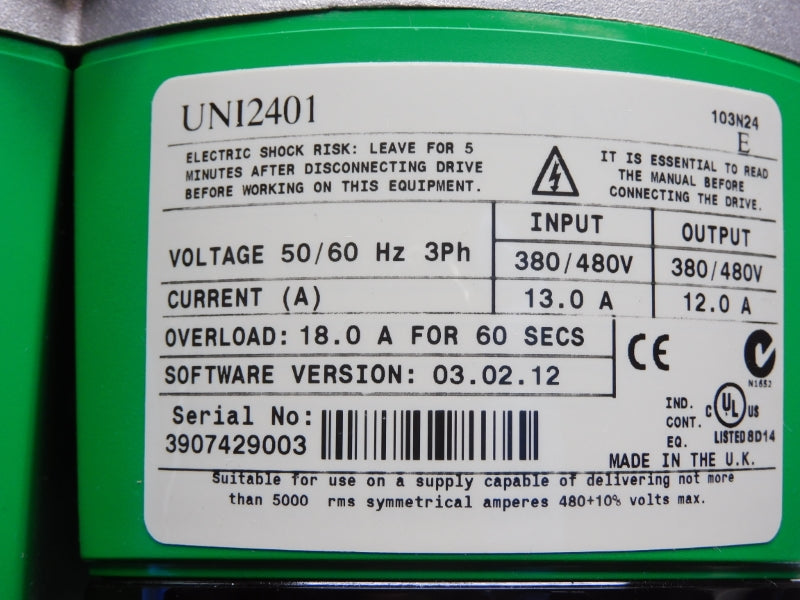 UNI2401
103N24
E
ELECTRIC SHOCK RISK: LEAVE FOR 5
MINUTES AFTER DISCONNECTING DRIVE
BEFORE WORKING ON THIS EQUIPMENT.
IT IS ESSENTIAL TO READ
THE MANUAL BEFORE
CONNECTING THE DRIVE.
INPUT OUTPUT
VOLTAGE 50/60 Hz 3Ph 380/480V 380/480V
CURRENT (A) 13.0 A 12.0 A
OVERLOAD: 18.0 A FOR 60 SECS
SOFTWARE VERSION: 03.02.12
CE
N1652
Serial No:
3907429003
IND.
CONT.
EQ.
C UL US
LISTED 8D14
MADE IN THE U.K.
Suitable for use on a supply capable of delivering not more
than 5000 rms symmetrical amperes 480+10% volts max.